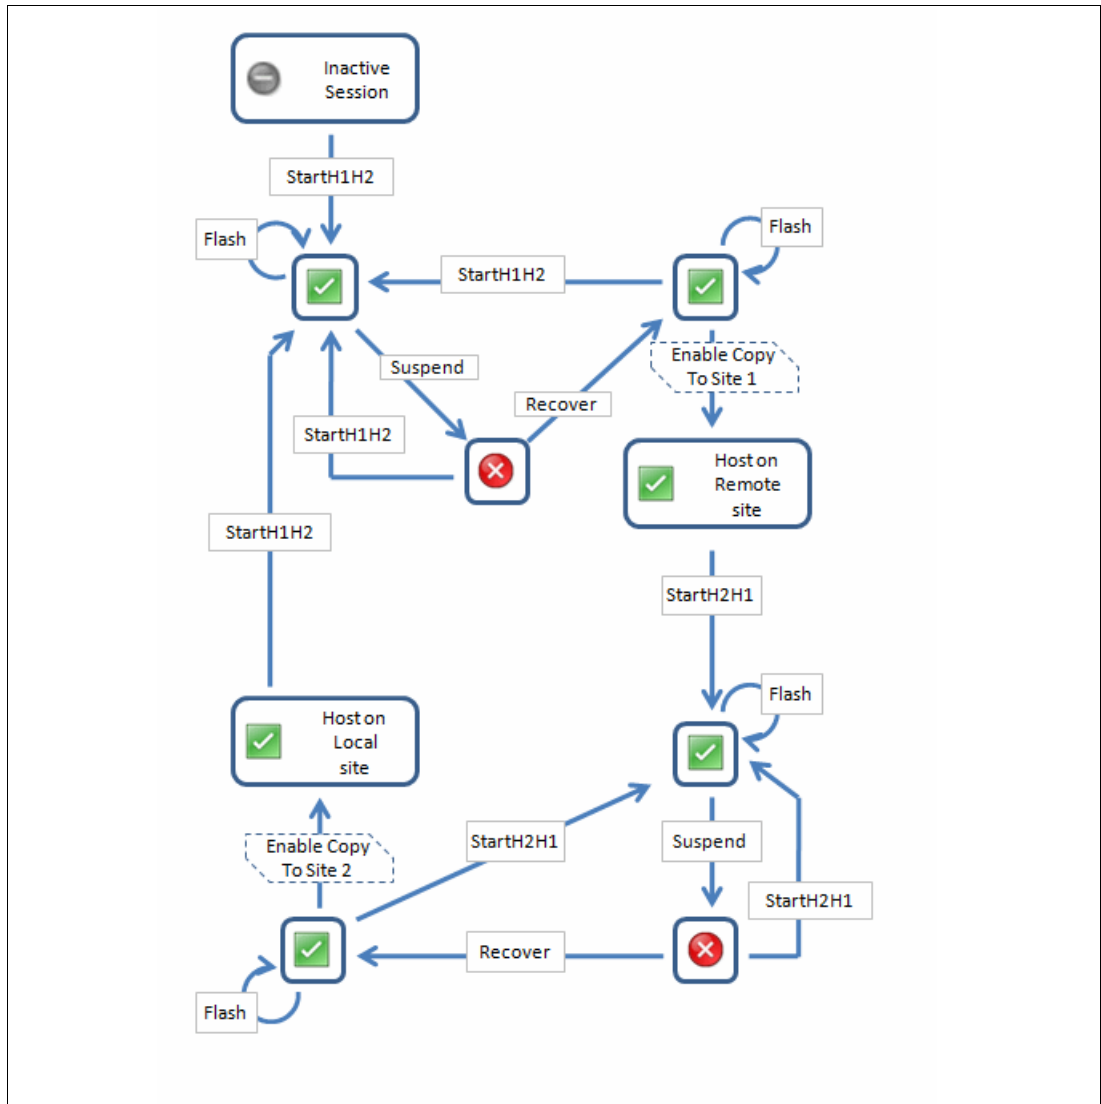 Inactive
Session
StartH1H2
Flash
Flash
StartH1H2
Enable Copy
To Site 1
Suspend
Recover
StartH1H2
Host on
Remote
site
StartH1H2
StartH2H1
Flash
Host on
Local
site
StartH2H1
Suspend
Enable Copy
To Site 2
StartH2H1
Recover
Flash